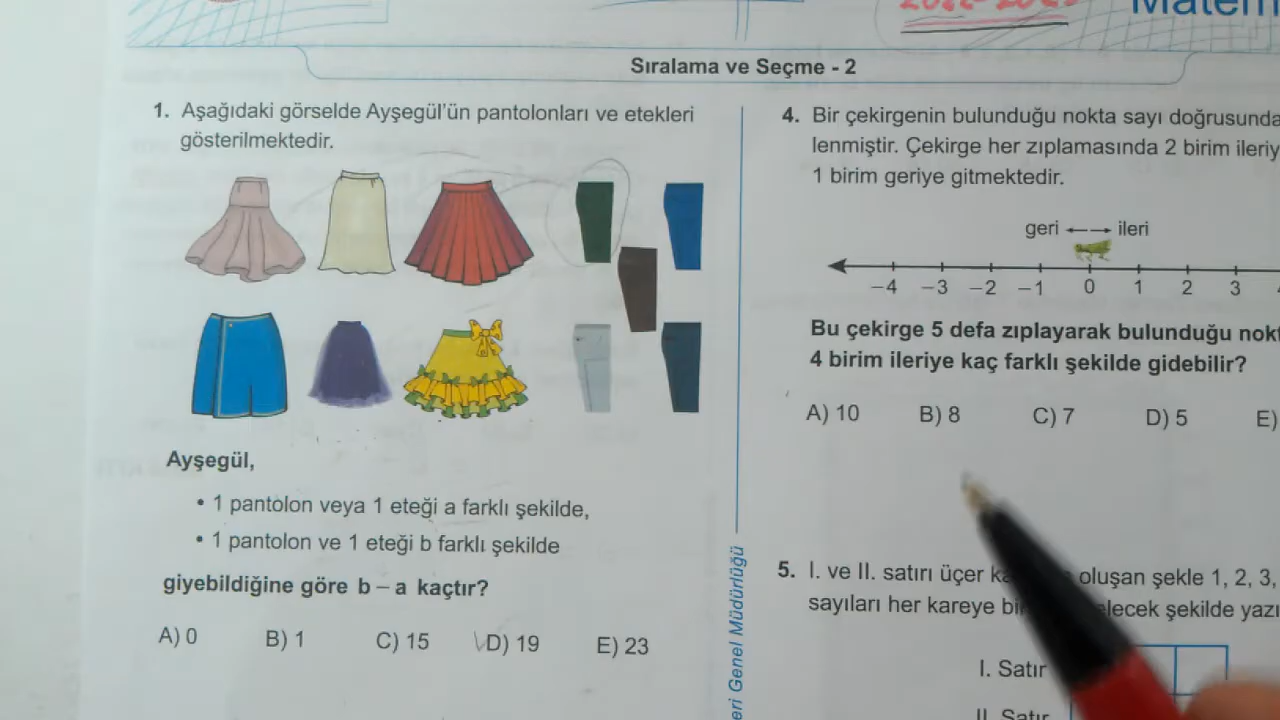 Sıralama ve Seçme - 2
1. Aşağıdaki görselde Ayşegül'ün pantolonları ve etekleri
gösterilmektedir.
Ayşegül,
• 1 pantolon veya 1 eteği a farklı şekilde,
• 1 pantolon ve 1 eteği b farklı şekilde
giyebildiğine göre b – a kaçtır?
A) 0 B) 1 C) 15 D) 19 E) 23
eri Genel Müdürlüğü
4. Bir çekirgenin bulunduğu nokta sayı doğrusunda
lenmiştir. Çekirge her zıplamasında 2 birim ileriy
1 birim geriye gitmektedir.
geri ileri
–4 –3 –2 –1 0 1 2 3
Bu çekirge 5 defa zıplayarak bulunduğu nok
4 birim ileriye kaç farklı şekilde gidebilir?
A) 10 B) 8 C) 7 D) 5 E)
5. I. ve II. satırı üçer oluşan şekle 1, 2, 3,
sayıları her kareye şekilde yazı
I. Satır
II. Satır